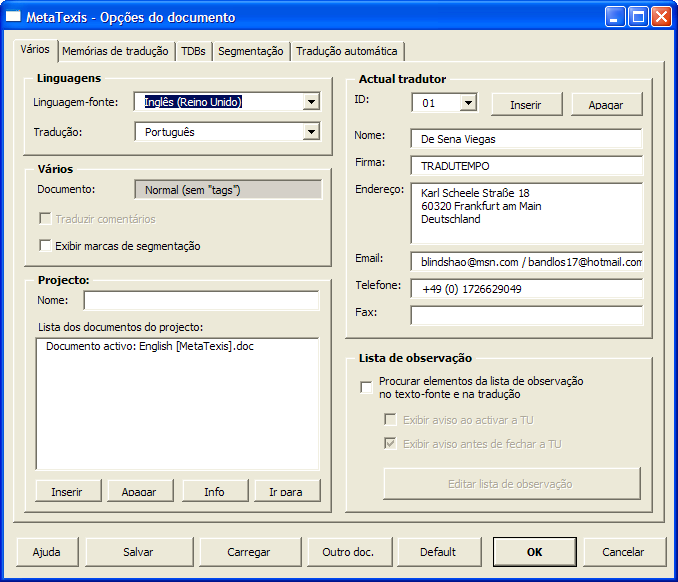 MetaTexis - Opções do documento
Vários
Memórias de tradução
TDBs
Segmentação
Tradução automática
Linguagens
Linguagem-fonte:
Inglês (Reino Unido)
Tradução:
Português
Vários
Documento:
Normal (sem "tags")
Traduzir comentários
Exibir marcas de segmentação
Projecto:
Nome:
Lista dos documentos do projecto:
Documento activo: English [MetaTexis].doc
Inserir
Apagar
Info
Ir para
Actual tradutor
ID:
01
Inserir
Apagar
Nome:
De Sena Viegas
Firma:
TRADUTEMPO
Endereço:
Karl Scheele Straße 18
60320 Frankfurt am Main
Deutschland
Email:
blindshao@msn.com / bandlos17@hotmail.com
Telefone:
+49 (0) 1726629049
Fax:
Lista de observação
Procurar elementos da lista de observação
no texto-fonte e na tradução
Exibir aviso ao activar a TU
Exibir aviso antes de fechar a TU
Editar lista de observação
Ajuda
Salvar
Carregar
Outro doc.
Default
OK
Cancelar